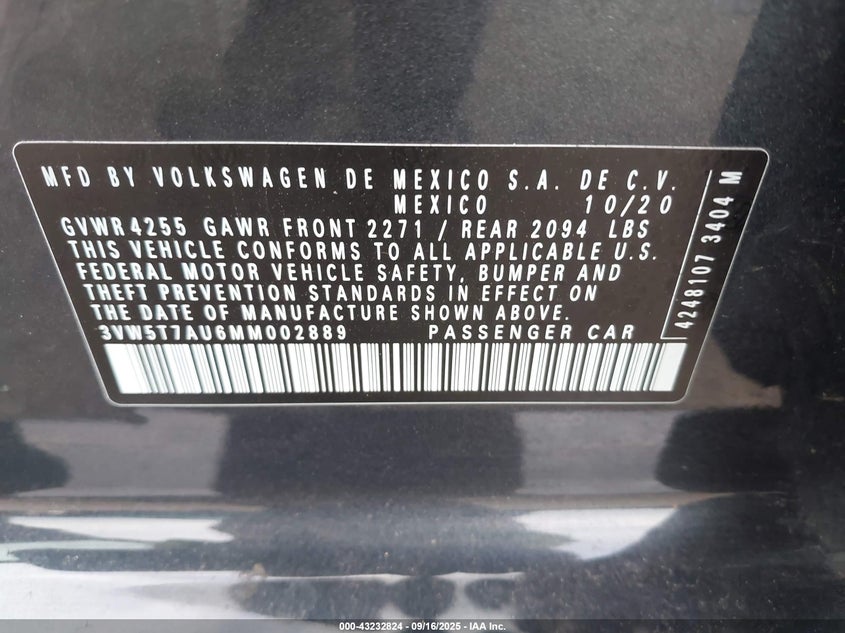 MFD BY VOLKSWAGEN DE MEXICO S.A. DE C.V.
MEXICO 10/20
GVWR 4255 GAWR FRONT 2271 / REAR 2094 LBS
THIS VEHICLE CONFORMS TO ALL APPLICABLE U.S.
FEDERAL MOTOR VEHICLE SAFETY, BUMPER AND
THEFT PREVENTION STANDARDS IN EFFECT ON
THE DATE OF MANUFACTURE SHOWN ABOVE.
3VW5T7AU6MM002889 PASSENGER CAR
4248107 3404 M
000-43232824 - 09/16/2025 - IAA Inc.